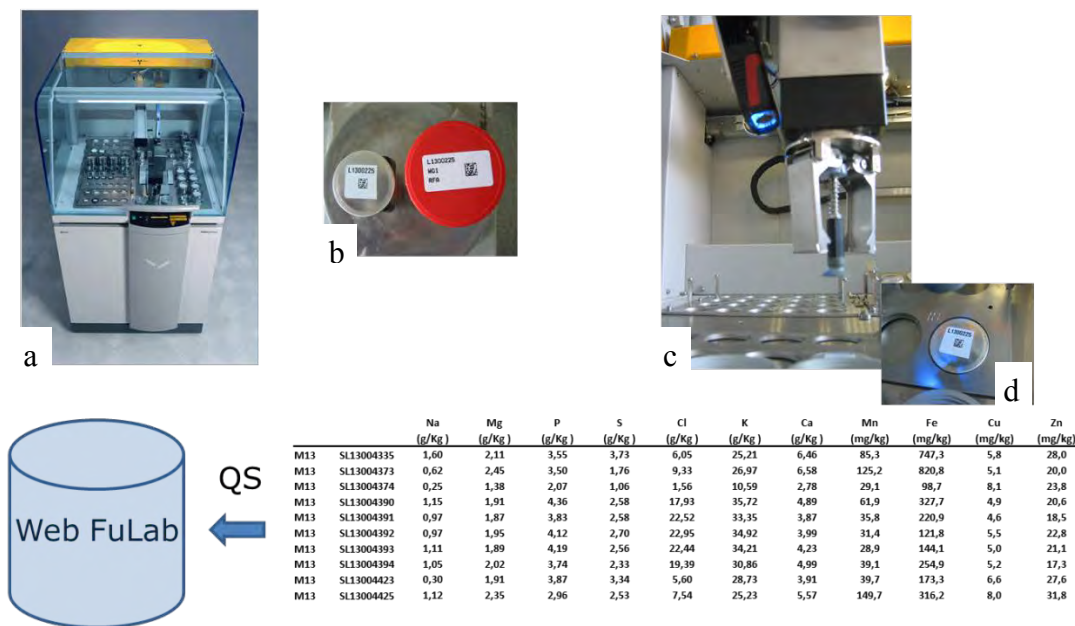 a
L1300225
L1300225
WG1
RFB
b
c
L1300225
d
QS
Web FuLab
Na Mg P S Cl K Ca Mn Fe Cu Zn
(g/Kg ) (g/Kg ) (g/Kg ) (g/Kg ) (g/Kg ) (g/Kg ) (g/Kg ) (mg/kg) (mg/kg) (mg/kg) (mg/kg)
M13 SL13004335 1,60 2,11 3,55 3,73 6,05 25,21 6,46 85,3 747,3 5,8 28,0
M13 SL13004373 0,62 2,45 3,50 1,76 9,33 26,97 6,58 125,2 820,8 5,1 20,0
M13 SL13004374 0,25 1,38 2,07 1,06 1,56 10,59 2,78 29,1 98,7 8,1 23,8
M13 SL13004390 1,15 1,91 4,36 2,58 17,93 35,72 4,89 61,9 327,7 4,9 20,6
M13 SL13004391 0,97 1,87 3,83 2,58 22,52 33,35 3,87 35,8 220,9 4,6 18,5
M13 SL13004392 0,97 1,95 4,12 2,70 22,95 34,92 3,99 31,4 121,8 5,5 22,8
M13 SL13004393 1,11 1,89 4,19 2,56 22,44 34,21 4,23 28,9 144,1 5,0 21,1
M13 SL13004394 1,05 2,02 3,74 2,33 19,39 30,86 4,99 39,1 254,9 5,2 17,3
M13 SL13004423 0,30 1,91 3,87 3,34 5,60 28,73 3,91 39,7 173,3 6,6 27,6
M13 SL13004425 1,12 2,35 2,96 2,53 7,54 25,23 5,57 149,7 316,2 8,0 31,8